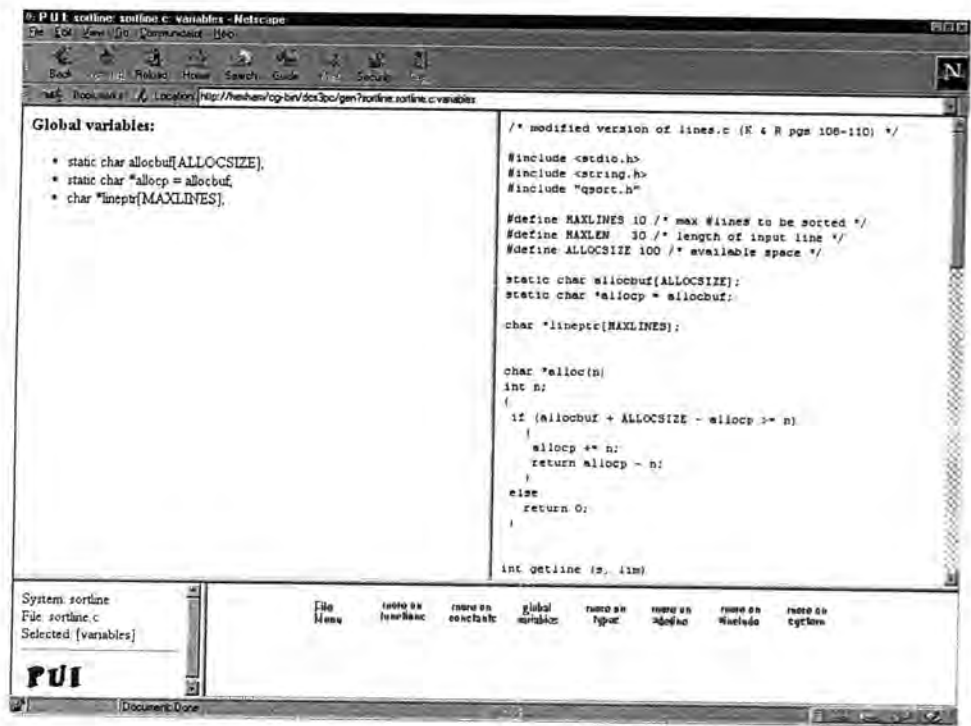 P U I: sortline: sortline.c: variables - Netscape
File Edit View Go Communicator Help
Back Reload Home Search Guide Security
Bookmarks Location: http://hexham/cg-bin/dcs3pc/gen?sortline:sortline.c:variables
Global variables:
• static char allocbuf[ALLOCSIZE];
• static char *allocp = allocbuf;
• char *lineptr[MAXLINES];
/* modified version of lines.c (K & R pgs 108-110) */
#include <stdio.h>
#include <string.h>
#include "qsort.h"
#define MAXLINES 10 /* max #lines to be sorted */
#define MAXLEN 30 /* length of input line */
#define ALLOCSIZE 100 /* available space */
static char allocbuf[ALLOCSIZE];
static char *allocp = allocbuf;
char *lineptr[MAXLINES];
char *alloc(n)
int n;
{
if (allocbuf + ALLOCSIZE - allocp >= n)
{
allocp += n;
return allocp - n;
}
else
return 0;
}
int getline (s, lim)
System: sortline
File: sortline.c
Selected: [variables]
PUI
File Menu
more on functions
more on constants
global variables
more on types
more on #define
more on #include
more on system
Document: Done